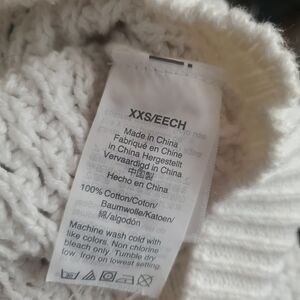 XXS/EECH
Made in China
Fabriqué en Chine
in China Hergestellt
Vervaardigd in China
中国製
Hecho en China
100% Cotton/Coton/
Baumwolle/Katoen/
綿/algodón
Machine wash cold with
like colors. Non chlorine
bleach only. Tumble dry
low. Iron on lowest setting.